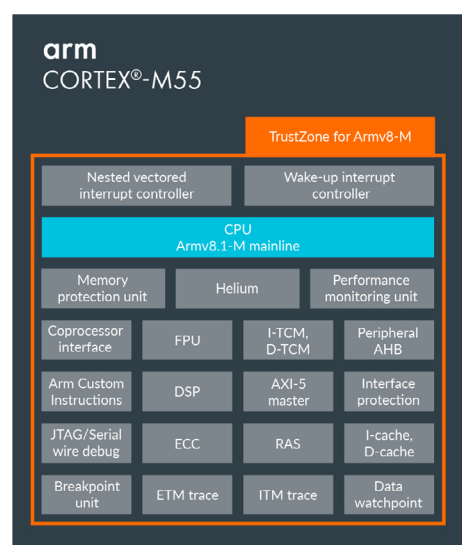 arm
CORTEX®-M55
TrustZone for Armv8-M
Nested vectored
interrupt controller
Wake-up interrupt
controller
CPU
Armv8.1-M mainline
Memory
protection unit
Helium
Performance
monitoring unit
Coprocessor
interface
FPU
I-TCM,
D-TCM
Peripheral
AHB
Arm Custom
Instructions
DSP
AXI-5
master
Interface
protection
JTAG/Serial
wire debug
ECC
RAS
I-cache,
D-cache
Breakpoint
unit
ETM trace
ITM trace
Data
watchpoint